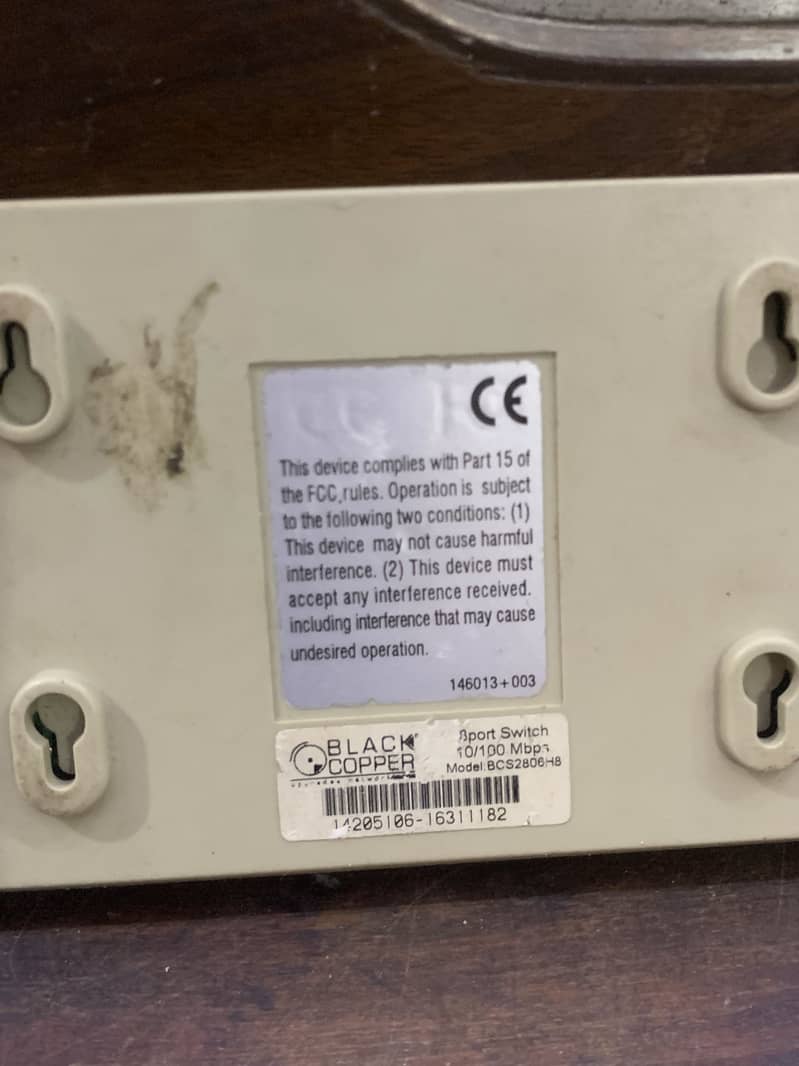 CE
This device complies with Part 15 of
the FCC,rules. Operation is subject
to the following two conditions: (1)
This device may not cause harmful
interference. (2) This device must
accept any interference received.
including interference that may cause
undesired operation.
146013+003
BLACK
COPPER
8port Switch
10/100 Mbps
Model:BCS2806H8
14205106-16311182